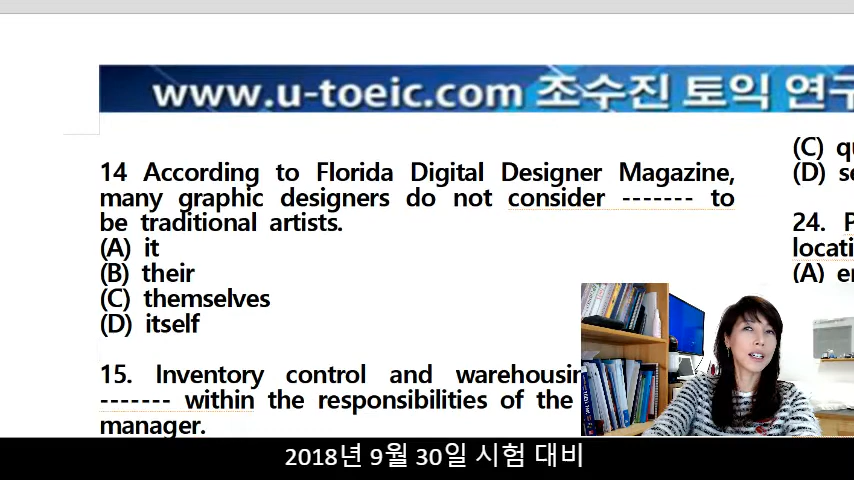 www.u-toeic.com 조수진 토익 연구
14 According to Florida Digital Designer Magazine,
many graphic designers do not consider ------- to
be traditional artists.
(A) it
(B) their
(C) themselves
(D) itself
15. Inventory control and
------- within the responsibilities of the
manager.
(C)
(D)
24.
(A)
2018년 9월 30일 시험 대비